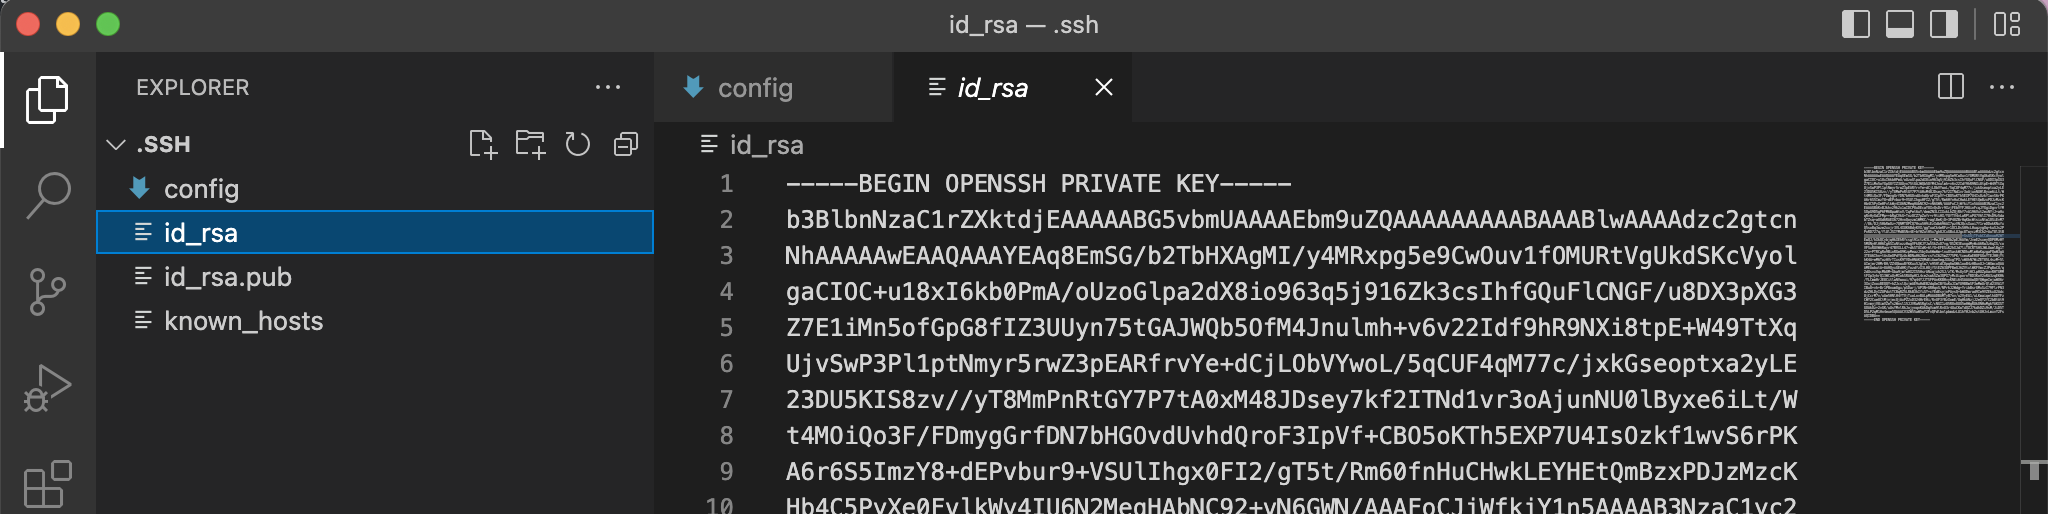 id_rsa — .ssh
EXPLORER
config
id_rsa
.SSH
id_rsa
config
id_rsa
id_rsa.pub
known_hosts
1 -----BEGIN OPENSSH PRIVATE KEY-----
2 b3BlbnNzaC1rZXktdjEAAAAABG5vbmUAAAAEbm9uZQAAAAAAAAABAAABlwAAAAdzc2gtcn
3 NhAAAAAwEAAQAAAYEAq8EmSG/b2TbHXAgMI/y4MRxpg5e9CwOuv1fOMURtVgUkdSKcVyol
4 gaCIOC+u18xI6kb0PmA/oUzoGlpa2dX8io963q5j916Zk3csIhfGQuFlCNGF/u8DX3pXG3
5 Z7E1iMn5ofGpG8fIZ3UUyn75tGAJWQb5OfM4Jnulmh+v6v22Idf9hR9NXi8tpE+W49TtXq
6 UjvSwP3Pl1ptNmyr5rwZ3pEARfrvYe+dCjLObVYwoL/5qCUF4qM77c/jxkGseoptxa2yLE
7 23DU5KIS8zv//yT8MmPnRtGY7P7tA0xM48JDsey7kf2ITNd1vr3oAjunNU0lByxe6iLt/W
8 t4MOiQo3F/FDmygGrfDN7bHGOvdUvhdQroF3IpVf+CBO5oKTh5EXP7U4IsOzkf1wvS6rPK
9 A6r6S5ImzY8+dEPvbur9+VSUlIhgx0FI2/gT5t/Rm60fnHuCHwkLEYHEtQmBzxPDJzMzcK
10